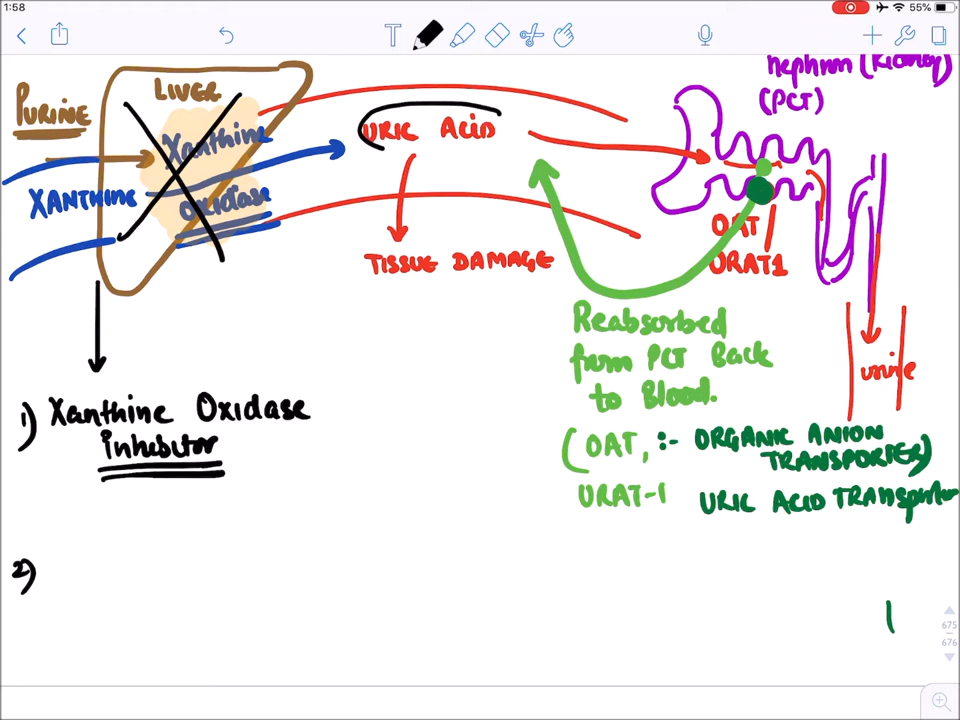 1:58
55%
T
nephron (Kidney)
(PCT)
LIVER
PURINE
Xanthine
URIC ACID
XANTHINE
oxidase
OAT
URAT1
TISSUE DAMAGE
Reabsorbed
from PCT Back
to Blood.
urine
1) Xanthine Oxidase
inhibitor
(OAT, :- ORGANIC ANION
TRANSPORTER)
URAT-1 URIC ACID TRANSporter
2)
675
676